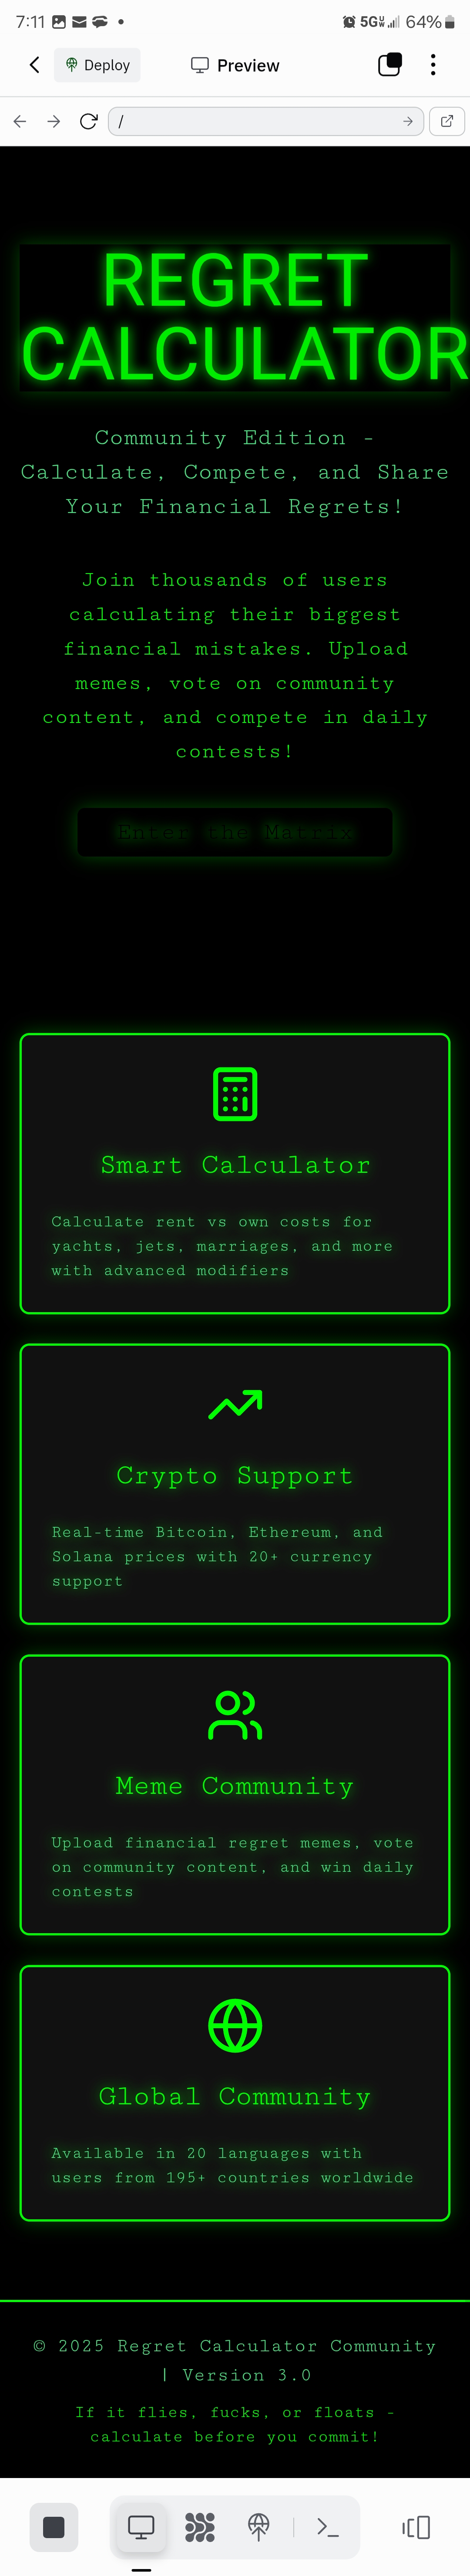 7:11 5G 64%
Deploy Preview
/
REGRET
CALCULATOR
Community Edition -
Calculate, Compete, and Share
Your Financial Regrets!
Join thousands of users
calculating their biggest
financial mistakes. Upload
memes, vote on community
content, and compete in daily
contests!
Enter the Matrix
Smart Calculator
Calculate rent vs own costs for
yachts, jets, marriages, and more
with advanced modifiers
Crypto Support
Real-time Bitcoin, Ethereum, and
Solana prices with 20+ currency
support
Meme Community
Upload financial regret memes, vote
on community content, and win daily
contests
Global Community
Available in 20 languages with
users from 195+ countries worldwide
© 2025 Regret Calculator Community
| Version 3.0
If it flies, fucks, or floats -
calculate before you commit!